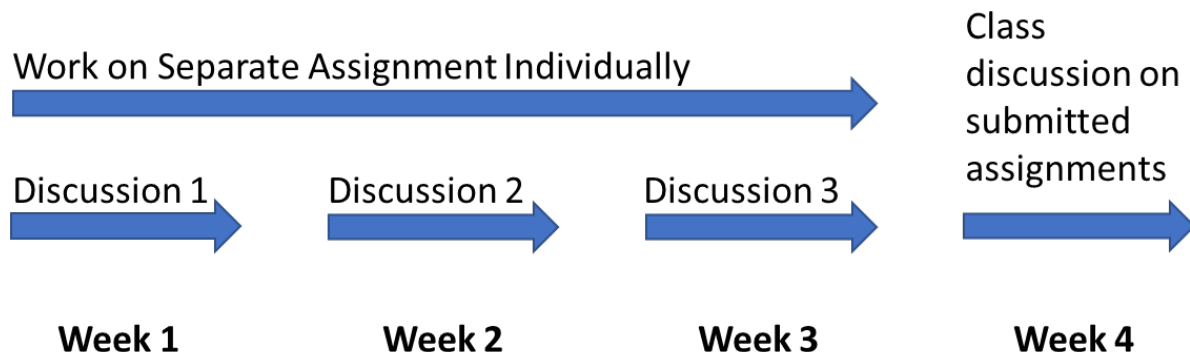 Work on Separate Assignment Individually
Class
discussion on
submitted
assignments
Discussion 1
Discussion 2
Discussion 3
Week 1
Week 2
Week 3
Week 4